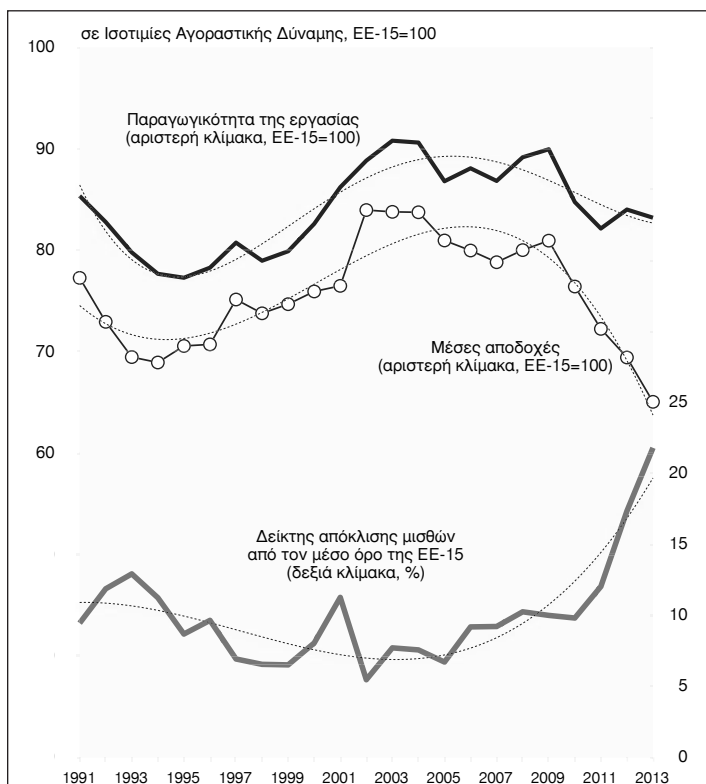 σε Ισοτιμίες Αγοραστικής Δύναμης, ΕΕ-15=100
100
Παραγωγικότητα της εργασίας
(αριστερή κλίμακα, ΕΕ-15=100)
90
80
70
Μέσες αποδοχές
(αριστερή κλίμακα, ΕΕ-15=100)
25
60
20
Δείκτης απόκλισης μισθών
από τον μέσο όρο της ΕΕ-15
(δεξιά κλίμακα, %)
15
10
5
0
1991 1993 1995 1997 1999 2001 2003 2005 2007 2009 2011 2013